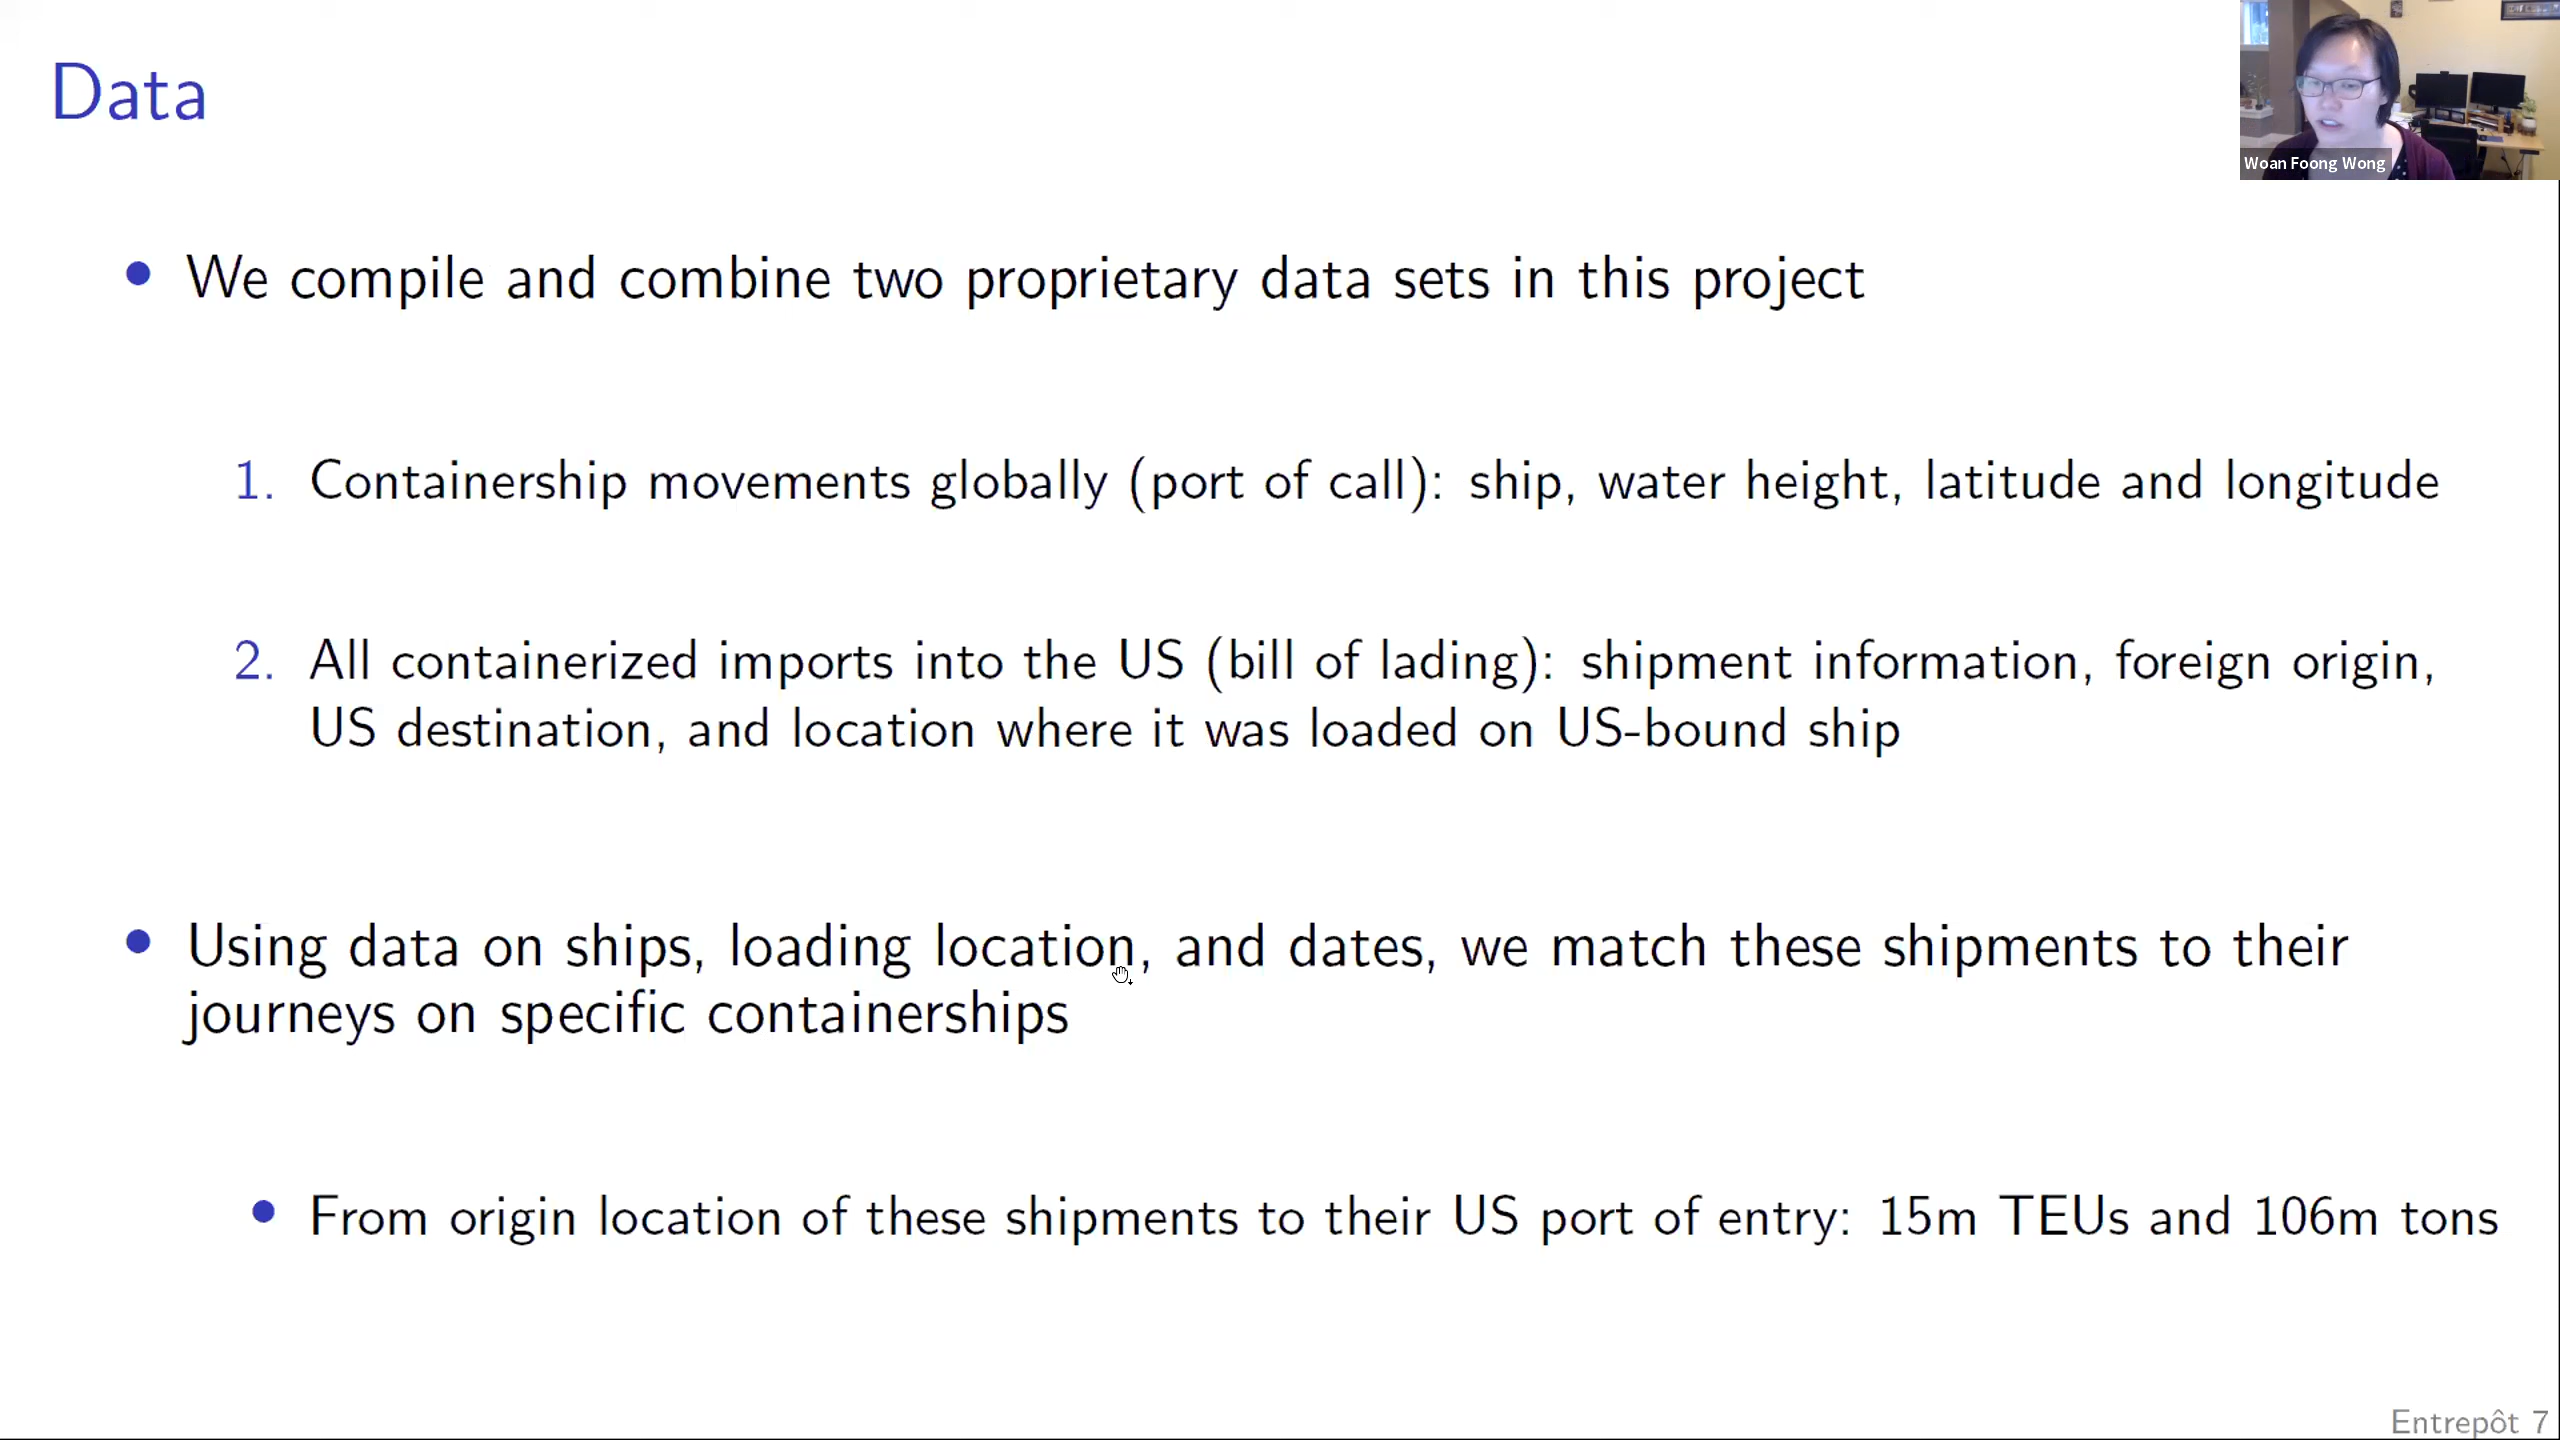 Data
Woan Foong Wong
• We compile and combine two proprietary data sets in this project
1. Containership movements globally (port of call): ship, water height, latitude and longitude
2. All containerized imports into the US (bill of lading): shipment information, foreign origin,
US destination, and location where it was loaded on US-bound ship
• Using data on ships, loading location, and dates, we match these shipments to their
journeys on specific containerships
• From origin location of these shipments to their US port of entry: 15m TEUs and 106m tons
Entrepôt 7